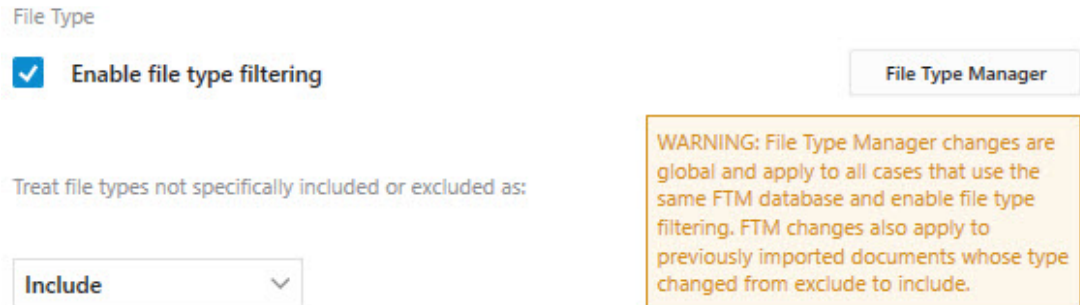 File Type
Enable file type filtering
File Type Manager
WARNING: File Type Manager changes are
global and apply to all cases that use the
same FTM database and enable file type
filtering. FTM changes also apply to
previously imported documents whose type
changed from exclude to include.
Treat file types not specifically included or excluded as:
Include